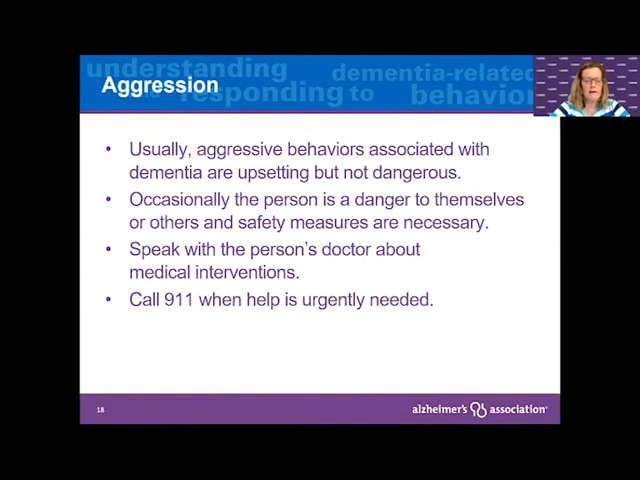 understanding
dementia-related
Aggression
responding to behavior
• Usually, aggressive behaviors associated with
dementia are upsetting but not dangerous.
• Occasionally the person is a danger to themselves
or others and safety measures are necessary.
• Speak with the person's doctor about
medical interventions.
• Call 911 when help is urgently needed.
18
alzheimer's association®